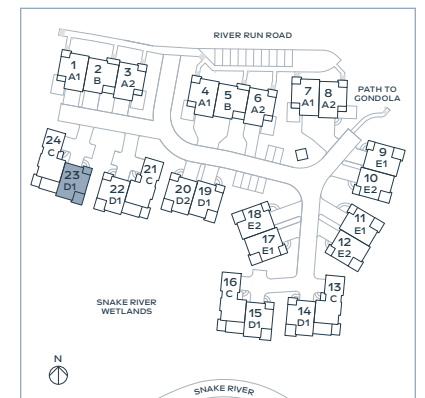 RIVER RUN ROAD
1
A1
2
B
3
A2
4
A1
5
B
6
A2
7
A1
8
A2
PATH TO
GONDOLA
24
C
23
D1
22
D1
21
C
20
D2
19
D1
9
E1
10
E2
18
E2
17
E1
11
E1
12
E2
16
C
15
D1
14
D1
13
C
SNAKE RIVER
WETLANDS
N
SNAKE RIVER